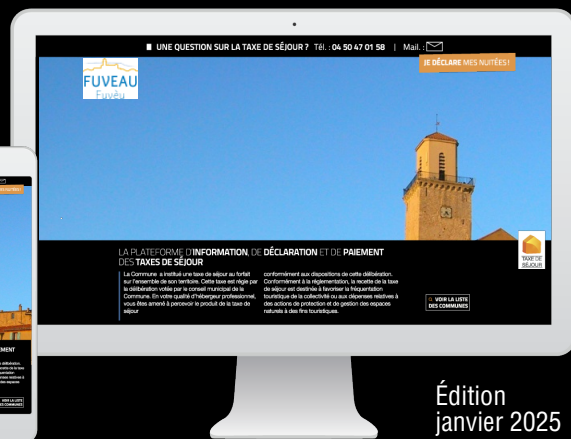 UNE QUESTION SUR LA TAXE DE SÉJOUR ? Tél. : 04 50 47 01 58 | Mail. :
JE DÉCLARE MES NUITÉES !
FUVEAU
Fuvèu
LA PLATEFORME D'INFORMATION, DE DÉCLARATION ET DE PAIEMENT
DES TAXES DE SÉJOUR
La Commune a institué une taxe de séjour au forfait
sur l'ensemble de son territoire. Cette taxe est régie par
la délibération votée par le conseil municipal de la
Commune. En votre qualité d'hébergeur professionnel,
vous êtes amené à percevoir le produit de la taxe de
séjour
conformément aux dispositions de cette délibération.
Conformément à la réglementation, la recette de la taxe
de séjour est destinée à favoriser la fréquentation
touristique de la collectivité ou aux dépenses relatives à
des actions de protection et de gestion des espaces
naturels à des fins touristiques.
TAXE DE
SÉJOUR
VOIR LA LISTE
DES COMMUNES
VOIR LA LISTE
DES COMMUNES
Édition
janvier 2025